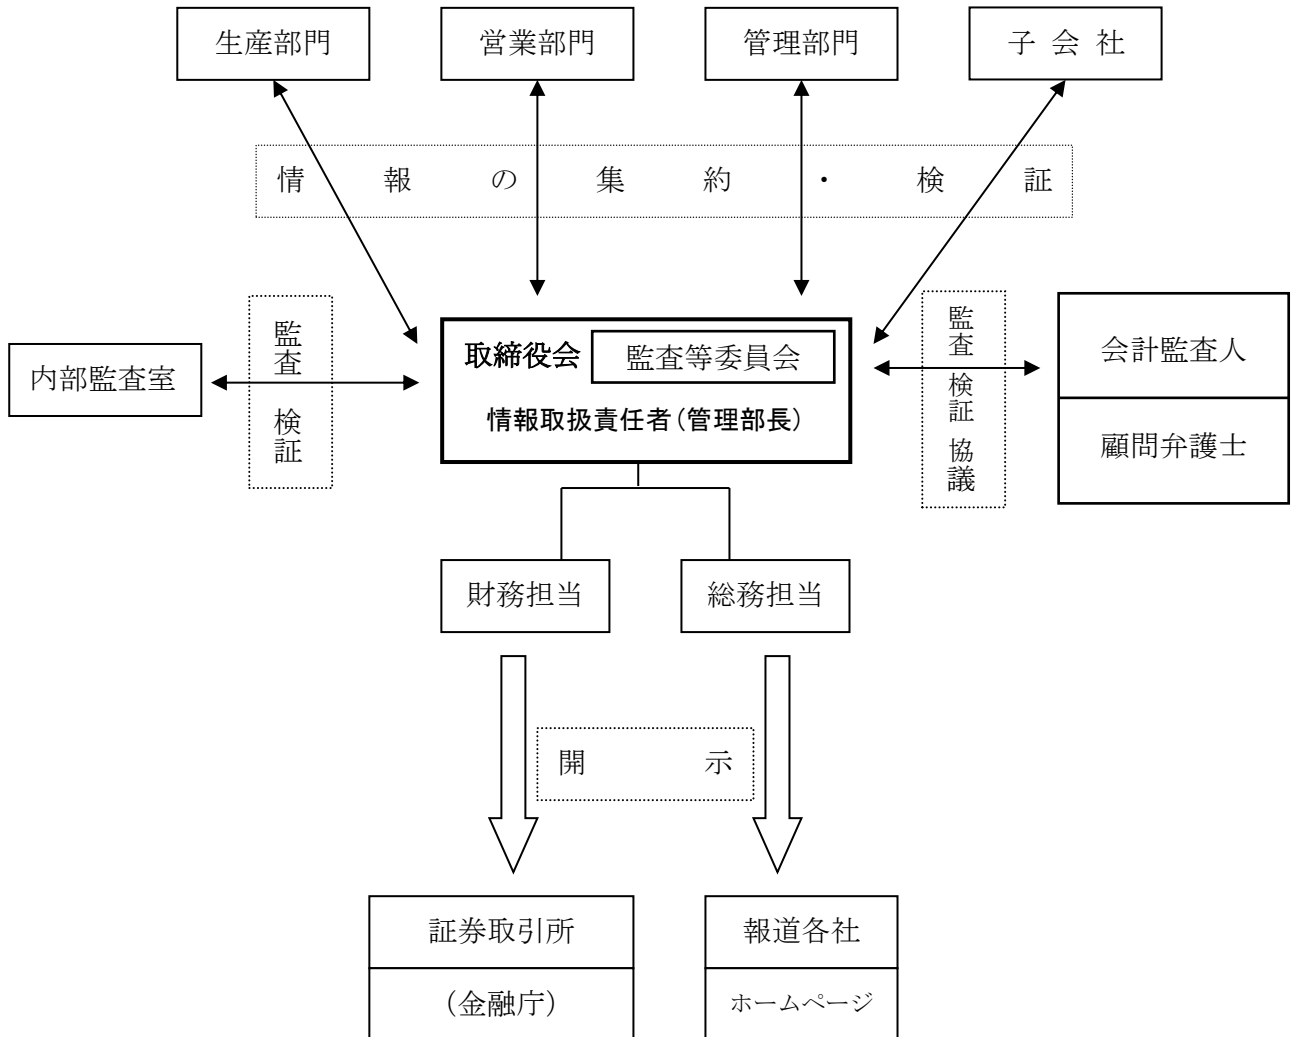 生産部門
営業部門
管理部門
子会社
情報の集約・検証
監査
検証
内部監査室
取締役会
監査等委員会
情報取扱責任者(管理部長)
監査
検証
協議
会計監査人
顧問弁護士
財務担当
総務担当
開示
証券取引所
(金融庁)
報道各社
ホームページ